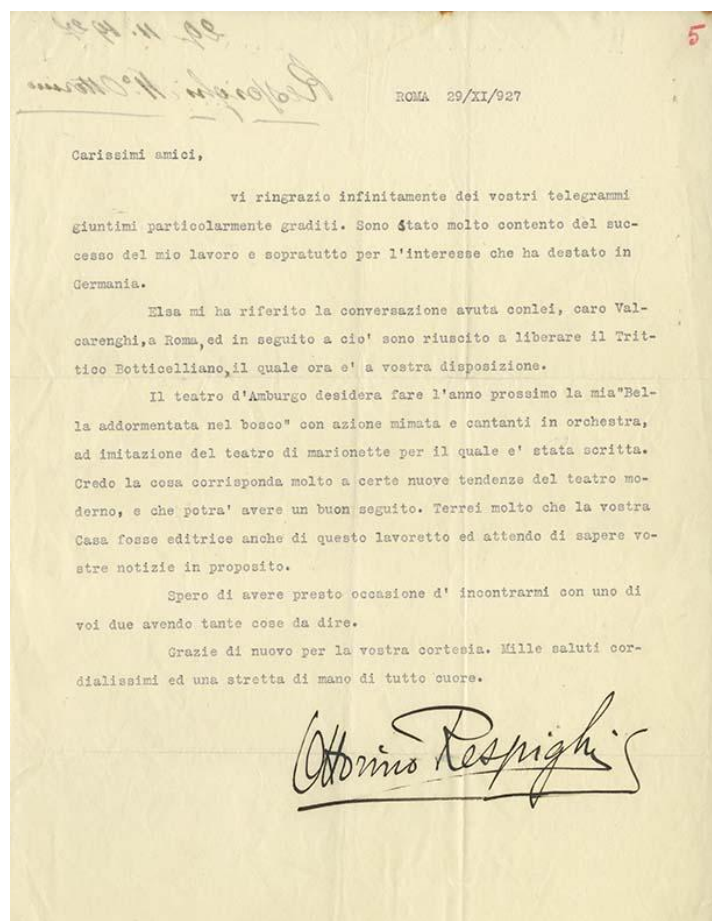 5
ROMA 29/XI/927
Carissimi amici,
vi ringrazio infinitamente dei vostri telegrammi
giuntimi particolarmente graditi. Sono stato molto contento del suc-
cesso del mio lavoro e sopratutto per l'interesse che ha destato in
Germania.
Elsa mi ha riferito la conversazione avuta conlei, caro Val-
carenghi,a Roma,ed in seguito a cio' sono riuscito a liberare il Trit-
tico Botticelliano,il quale ora e' a vostra disposizione.
Il teatro d'Amburgo desidera fare l'anno prossimo la mia"Bel-
la addormentata nel bosco" con azione mimata e cantanti in orchestra,
ad imitazione del teatro di marionette per il quale e' stata scritta.
Credo la cosa corrisponda molto a certe nuove tendenze del teatro mo-
derno, e che potra' avere un buon seguito. Terrei molto che la vostra
Casa fosse editrice anche di questo lavoretto ed attendo di sapere vo-
stre notizie in proposito.
Spero di avere presto occasione d' incontrarmi con uno di
voi due avendo tante cose da dire.
Grazie di nuovo per la vostra cortesia. Mille saluti cor-
dialissimi ed una stretta di mano di tutto cuore.
Ottorino Respighi